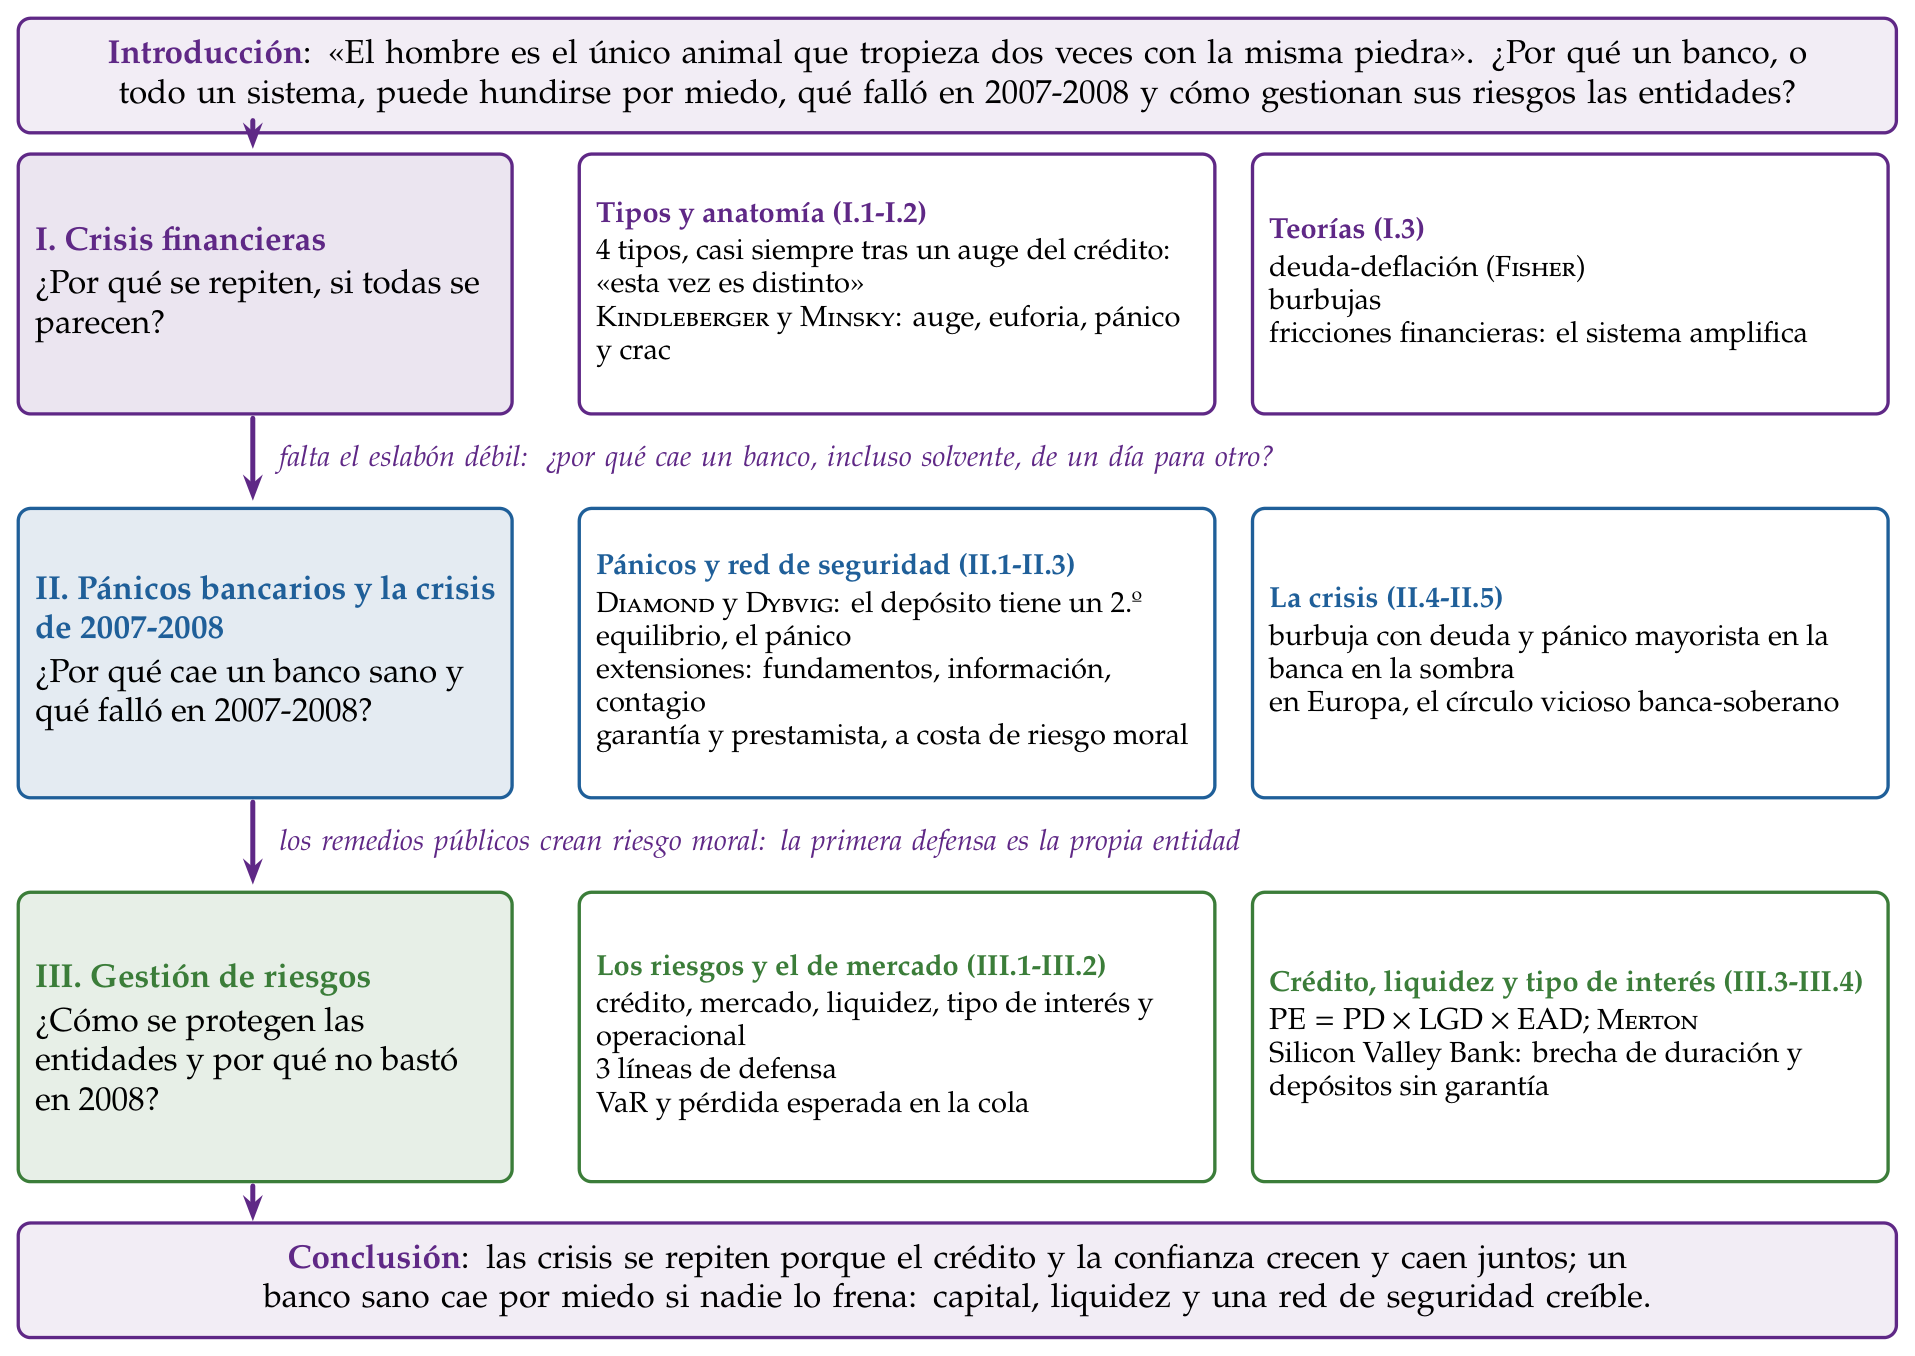 Introducción: «El hombre es el único animal que tropieza dos veces con la misma piedra». ¿Por qué un banco, o
todo un sistema, puede hundirse por miedo, qué falló en 2007-2008 y cómo gestionan sus riesgos las entidades?
I. Crisis financieras
¿Por qué se repiten, si todas se
parecen?
Tipos y anatomía (I.1-I.2)
4 tipos, casi siempre tras un auge del crédito:
«esta vez es distinto»
Kindleberger y Minsky: auge, euforia, pánico
y crac
Teorías (I.3)
deuda-deflación (Fisher)
burbujas
fricciones financieras: el sistema amplifica
falta el eslabón débil: ¿por qué cae un banco, incluso solvente, de un día para otro?
II. Pánicos bancarios y la crisis
de 2007-2008
¿Por qué cae un banco sano y
qué falló en 2007-2008?
Pánicos y red de seguridad (II.1-II.3)
Diamond y Dybvig: el depósito tiene un 2.º
equilibrio, el pánico
extensiones: fundamentos, información,
contagio
garantía y prestamista, a costa de riesgo moral
La crisis (II.4-II.5)
burbuja con deuda y pánico mayorista en la
banca en la sombra
en Europa, el círculo vicioso banca-soberano
los remedios públicos crean riesgo moral: la primera defensa es la propia entidad
III. Gestión de riesgos
¿Cómo se protegen las
entidades y por qué no bastó
en 2008?
Los riesgos y el de mercado (III.1-III.2)
crédito, mercado, liquidez, tipo de interés y
operacional
3 líneas de defensa
VaR y pérdida esperada en la cola
Crédito, liquidez y tipo de interés (III.3-III.4)
PE = PD × LGD × EAD; Merton
Silicon Valley Bank: brecha de duración y
depósitos sin garantía
Conclusión: las crisis se repiten porque el crédito y la confianza crecen y caen juntos; un
banco sano cae por miedo si nadie lo frena: capital, liquidez y una red de seguridad creíble.